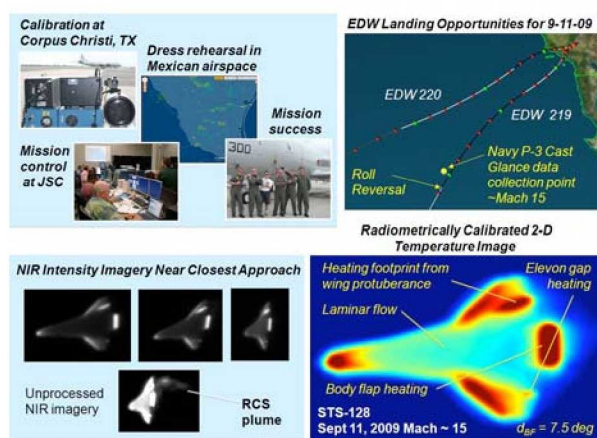 Calibration at
Corpus Christi, TX
Dress rehearsal in
Mexican airspace
Mission
success
300
Mission
control
at JSC
EDW Landing Opportunities for 9-11-09
EDW 220
EDW 219
Navy P-3 Cast
Glance data
collection point
~Mach 15
Roll
Reversal
NIR Intensity Imagery Near Closest Approach
Unprocessed
NIR imagery
RCS
plume
Radiometrically Calibrated 2-D
Temperature Image
Heating footprint from
wing protuberance
Elevon gap
heating
Laminar flow
Body flap heating
STS-128
Sept 11, 2009 Mach ~ 15
dBF = 7.5 deg